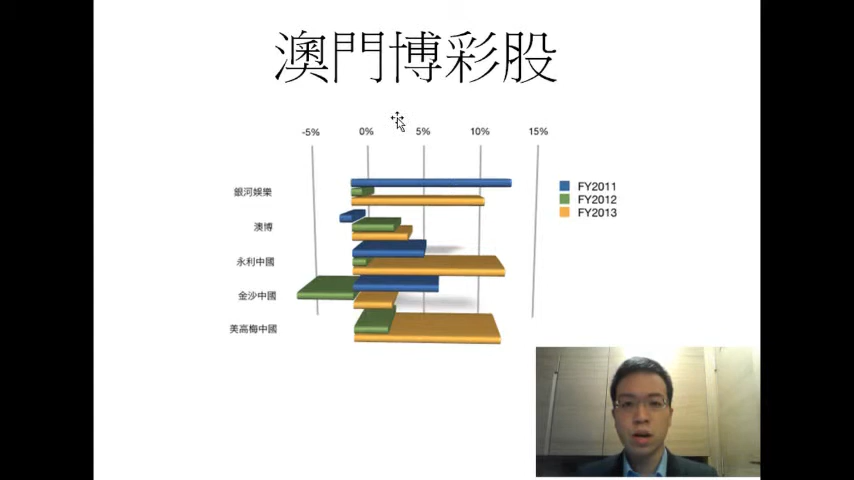 澳門博彩股
-5% 0% 5% 10% 15%
銀河娛樂
澳博
永利中國
金沙中國
美高梅中國
FY2011
FY2012
FY2013